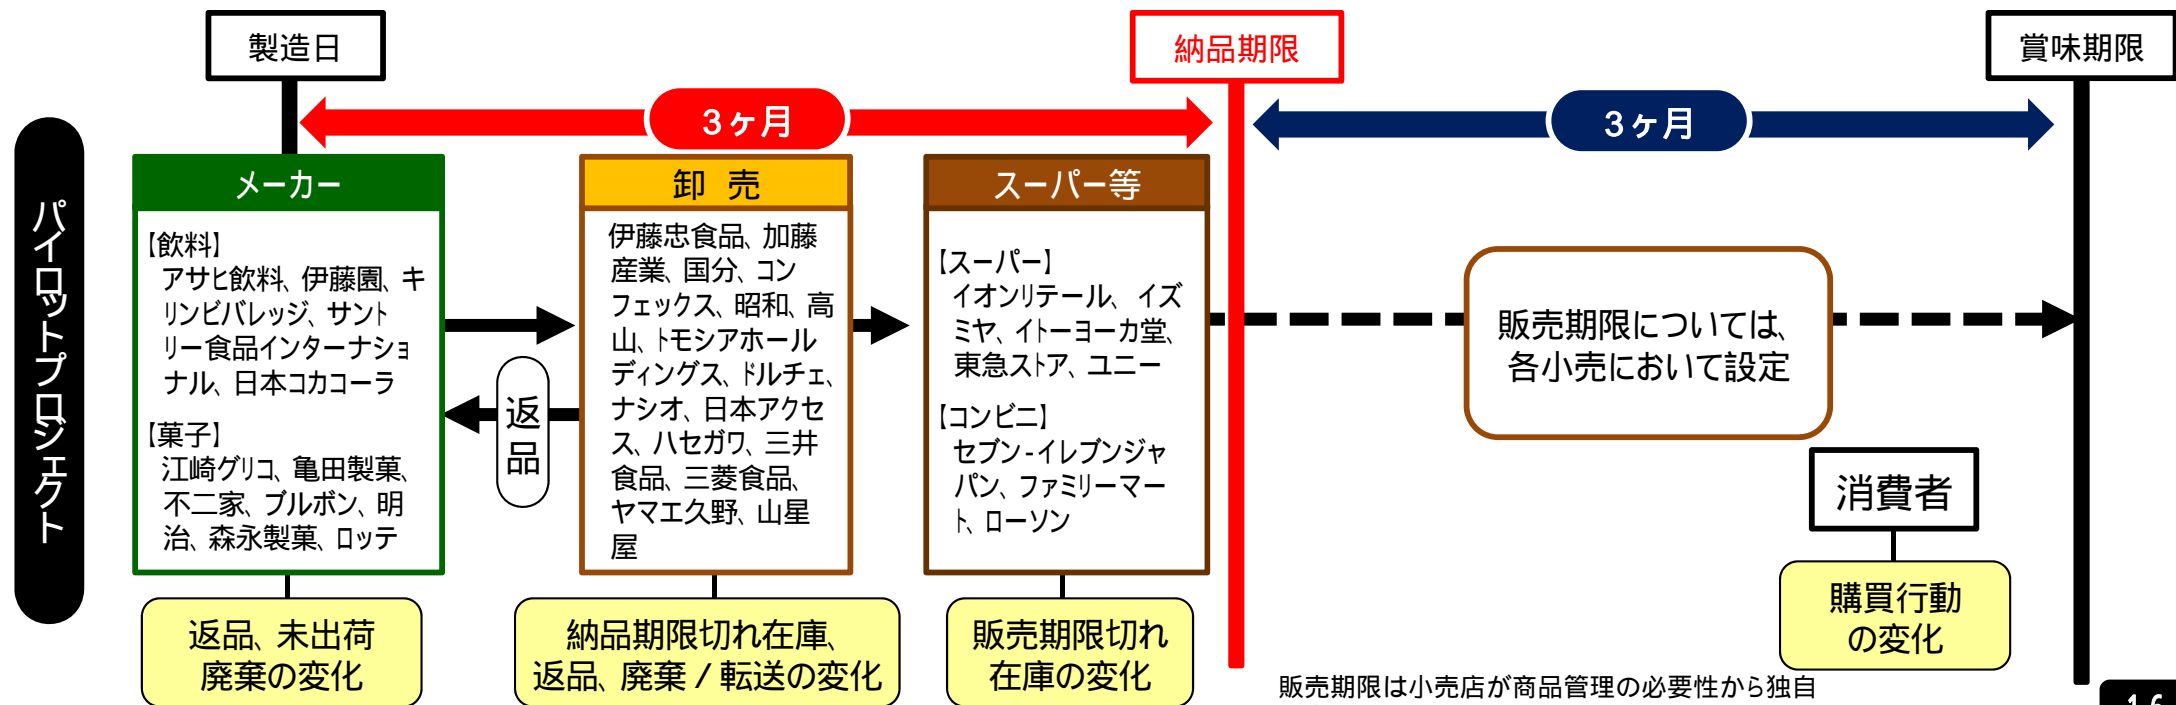 製造日
納品期限
賞味期限
3ヶ月
3ヶ月
パイロットプロジェクト
メーカー
【飲料】
アサヒ飲料、伊藤園、キ
リンビバレッジ、サント
リー食品インターナショ
ナル、日本コカコーラ
【菓子】
江崎グリコ、亀田製菓、
不二家、ブルボン、明
治、森永製菓、ロッテ
返品
卸 売
伊藤忠食品、加藤
産業、国分、コン
フェックス、昭和、高
山、トモシアホール
ディングス、ドルチェ、
ナシオ、日本アクセ
ス、ハセガワ、三井
食品、三菱食品、
ヤマエ久野、山星
屋
スーパー等
【スーパー】
イオンリテール、イズ
ミヤ、イトーヨーカ堂、
東急ストア、ユニー
【コンビニ】
セブン-イレブンジャ
パン、ファミリーマー
ト、ローソン
販売期限については、
各小売において設定
消費者
購買行動
の変化
返品、未出荷
廃棄の変化
納品期限切れ在庫、
返品、廃棄/転送の変化
販売期限切れ
在庫の変化
販売期限は小売店が商品管理の必要性から独自
16